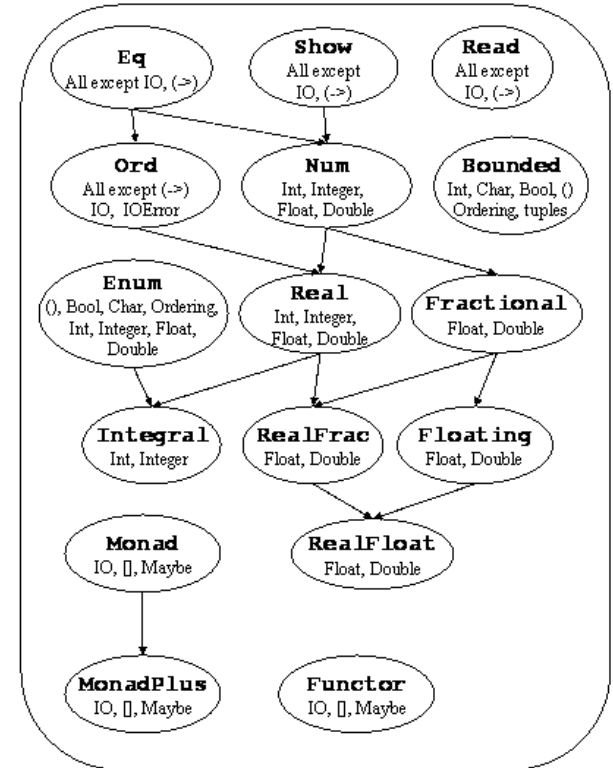 Eq
All except IO, (->)
Show
All except
IO, (->)
Read
All except
IO, (->)
Ord
All except (->)
IO, IOError
Num
Int, Integer,
Float, Double
Bounded
Int, Char, Bool, ()
Ordering, tuples
Enum
(), Bool, Char, Ordering,
Int, Integer, Float,
Double
Real
Int, Integer,
Float, Double
Fractional
Float, Double
Integral
Int, Integer
RealFrac
Float, Double
Floating
Float, Double
Monad
IO, [], Maybe
RealFloat
Float, Double
MonadPlus
IO, [], Maybe
Functor
IO, [], Maybe